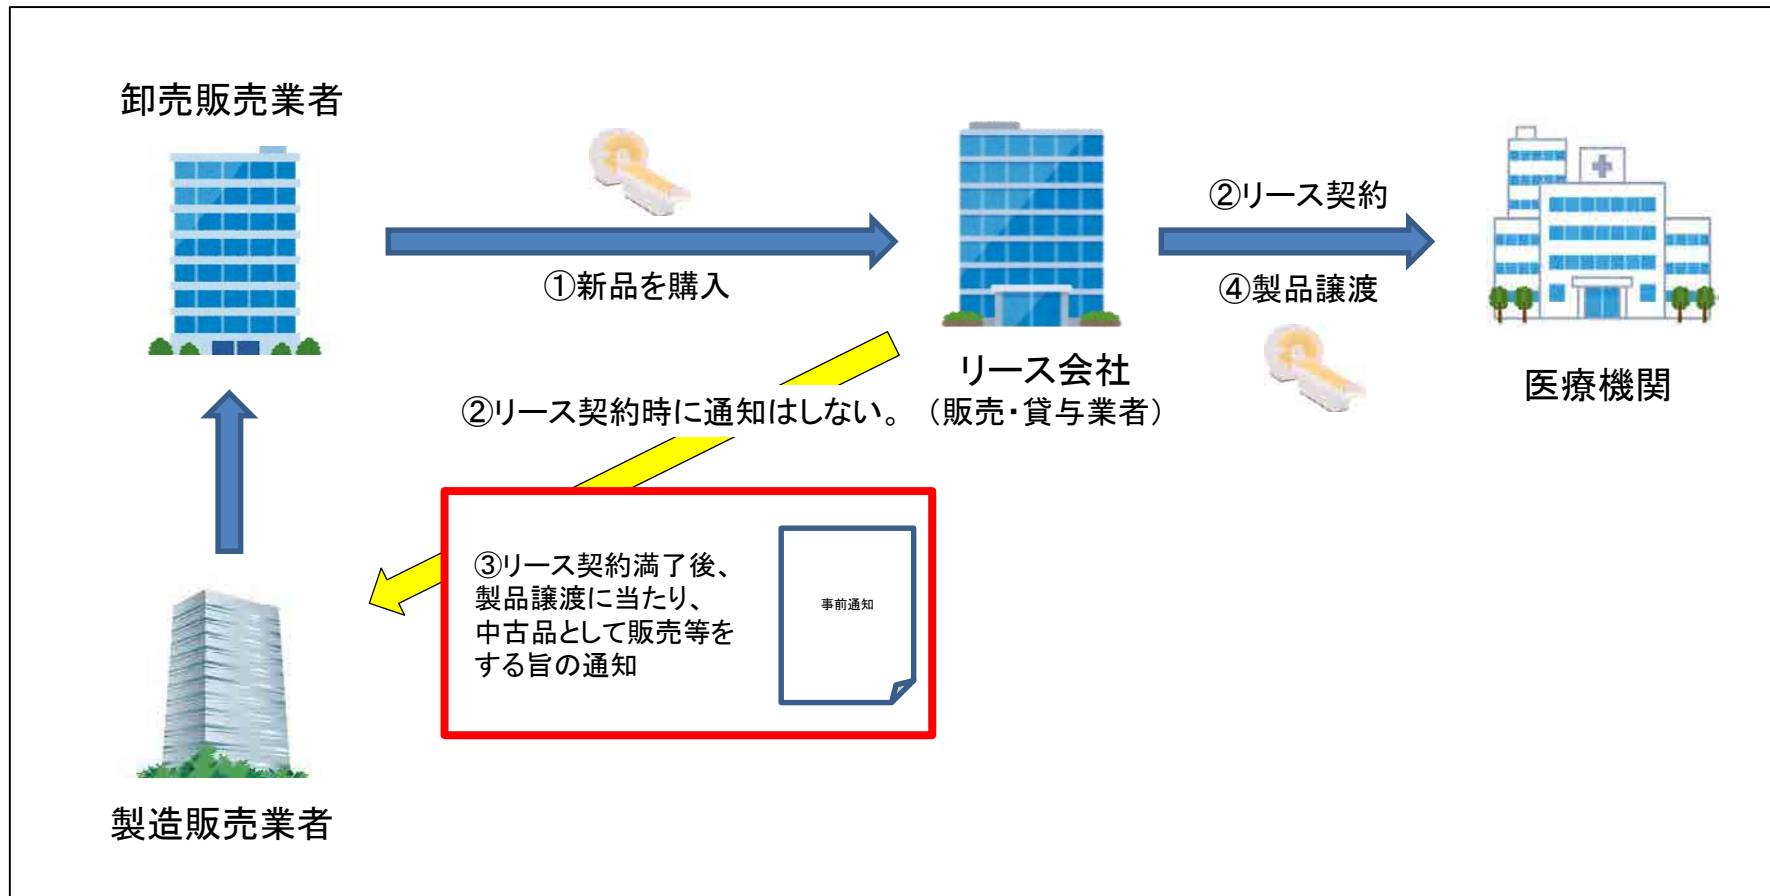 卸売販売業者
②リース契約
①新品を購入
④製品譲渡
リース会社
（販売・貸与業者）
医療機関
②リース契約時に通知はしない。
③リース契約満了後、
製品譲渡に当たり、
中古品として販売等を
する旨の通知
事前通知
製造販売業者